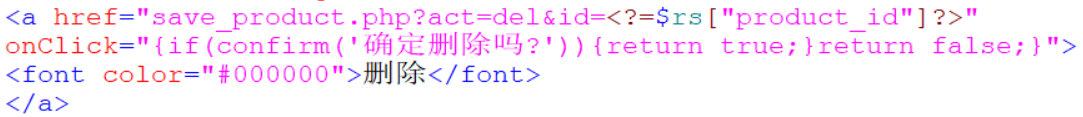 <a href="save_product.php?act=del&id=<?=$rs["product_id"]?>"
onClick="{if(confirm('确定删除吗?')){return true;}return false;}">
<font color="#000000">删除</font>
</a>